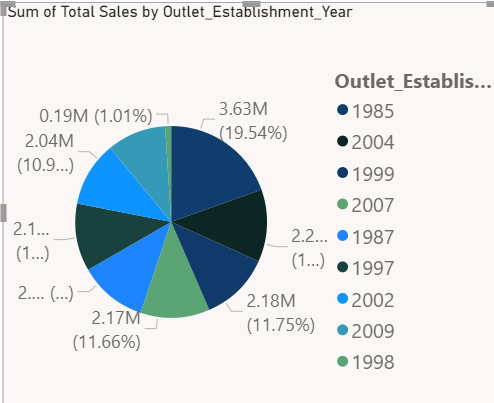 Sum of Total Sales by Outlet_Establishment_Year
Outlet_Establis...
1985
2004
1999
2007
1987
1997
2002
2009
1998
3.63M
(19.54%)
2.2...
(1...)
2.18M
(11.75%)
2.17M
(11.66%)
2.... (...)
2.1...
(1...)
2.04M
(10.9...)
0.19M (1.01%)